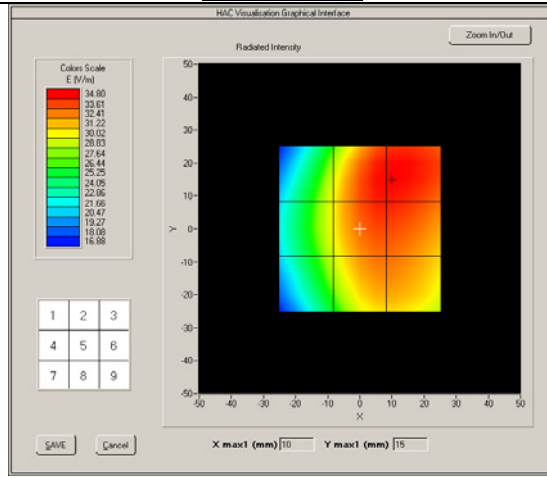 HAC Visualisation Graphical Interface
Zoom In/Out
Radiated Intensity
Colors Scale
E (V/m)
34.80
33.61
32.41
31.22
30.02
28.83
27.64
26.44
25.25
24.05
22.86
21.66
20.47
19.27
18.08
16.88
50
40
30
20
10
0
-10
-20
-30
-40
-50
Y
-50 -40 -30 -20 -10 0 10 20 30 40 50
X
1 2 3
4 5 6
7 8 9
SAVE Cancel
X max1 (mm) 10 Y max1 (mm) 15